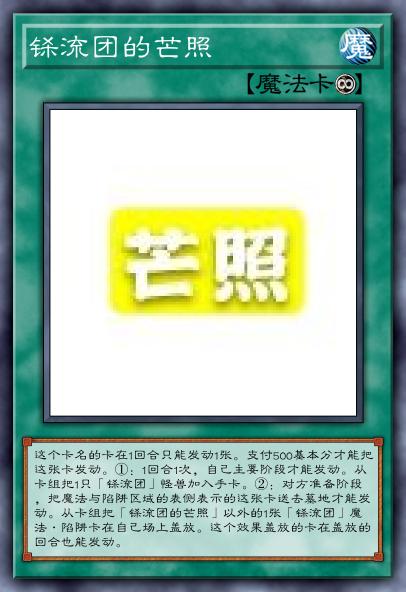 铩流团的芒照
魔
【魔法卡♾】
芒照
这个卡名的卡在1回合只能发动1张。支付500基本分才能把
这张卡发动。①：1回合1次，自己主要阶段才能发动。从
卡组把1只「铩流团」怪兽加入手卡。②：对方准备阶段
，把魔法与陷阱区域的表侧表示的这张卡送去墓地才能发
动。从卡组把「铩流团的芒照」以外的1张「铩流团」魔
法·陷阱卡在自己场上盖放。这个效果盖放的卡在盖放的
回合也能发动。